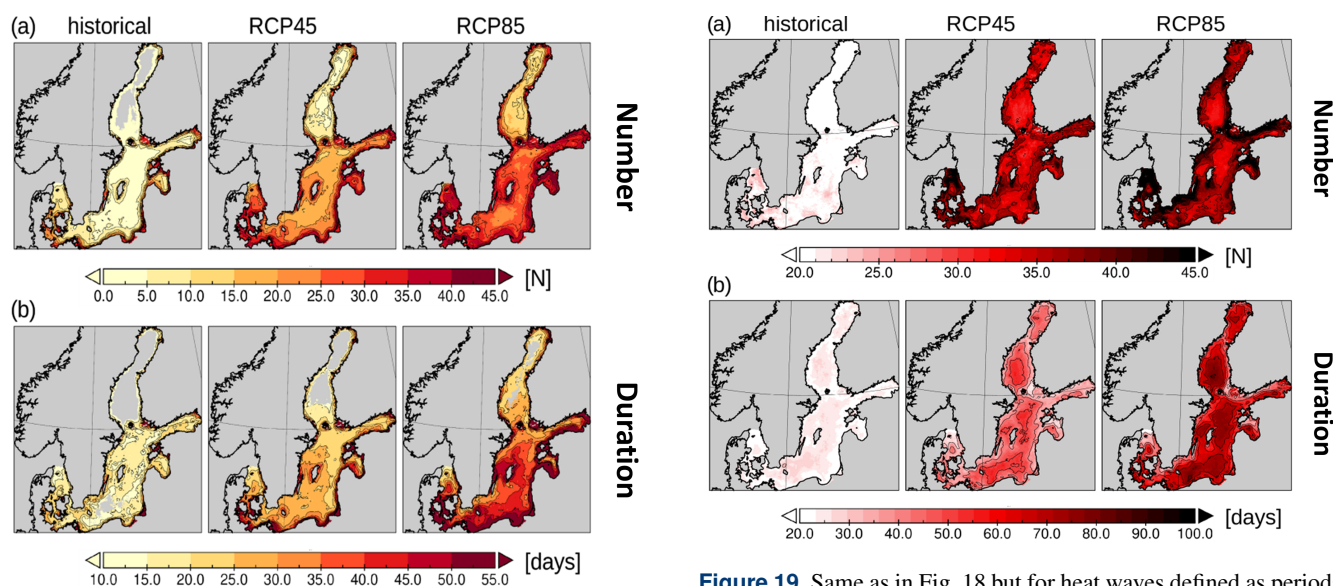 (a) historical RCP45 RCP85
Number
0.0 5.0 10.0 15.0 20.0 25.0 30.0 35.0 40.0 45.0 [N]
(b)
Duration
10.0 15.0 20.0 25.0 30.0 35.0 40.0 45.0 50.0 55.0 [days]
(a) historical RCP45 RCP85
Number
20.0 25.0 30.0 35.0 40.0 45.0 [N]
(b)
Duration
20.0 30.0 40.0 50.0 60.0 70.0 80.0 90.0 100.0 [days]
Figure 19. Same as in Fig. 18 but for heat waves defined as period